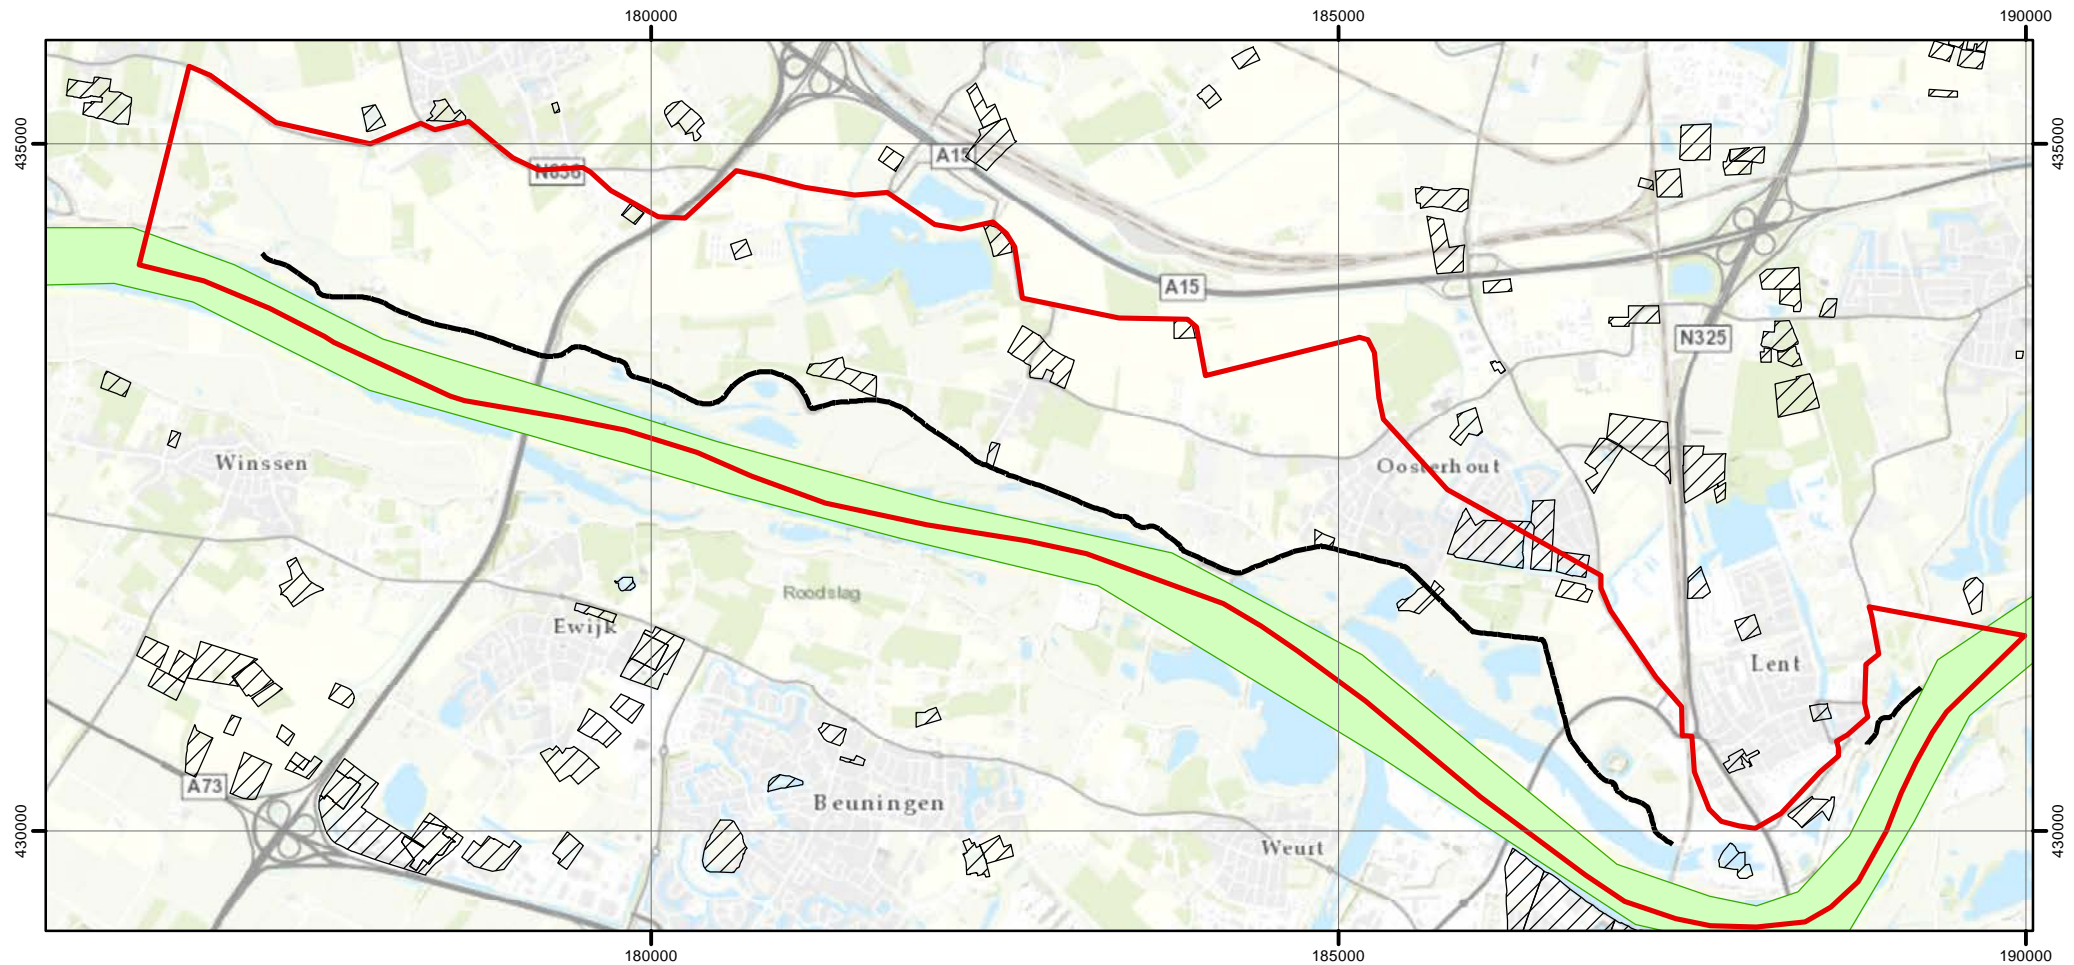 180000
185000
190000
435000
435000
N836
A15
A15
N325
Oosterhout
Winssen
Roodslag
Ewijk
Lent
A73
Beuningen
Weurt
430000
430000
180000
185000
190000